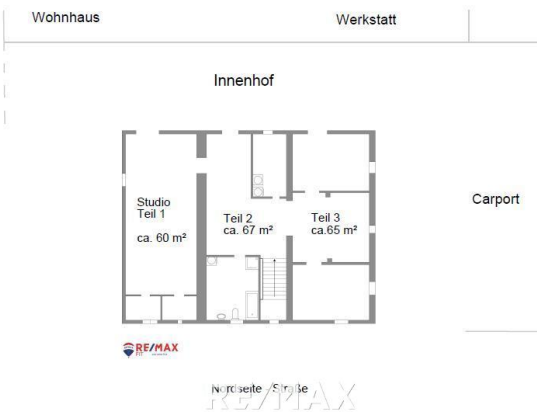 Wohnhaus
Werkstatt
Innenhof
Studio
Teil 1
ca. 60 m²
Teil 2
ca. 67 m²
Teil 3
ca.65 m²
Carport
RE/MAX
FIT
Nordseite - Straße
RE/MAX